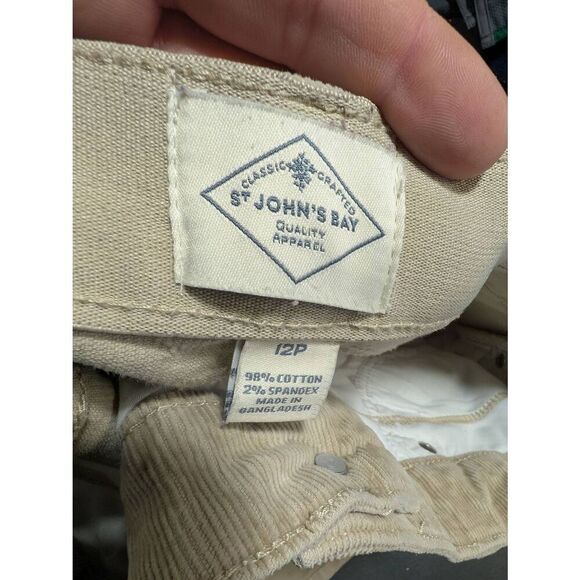 CLASSIC CRAFTED
ST JOHN'S BAY
QUALITY
APPAREL
12P
98% COTTON
2% SPANDEX
MADE IN
BANGLADESH